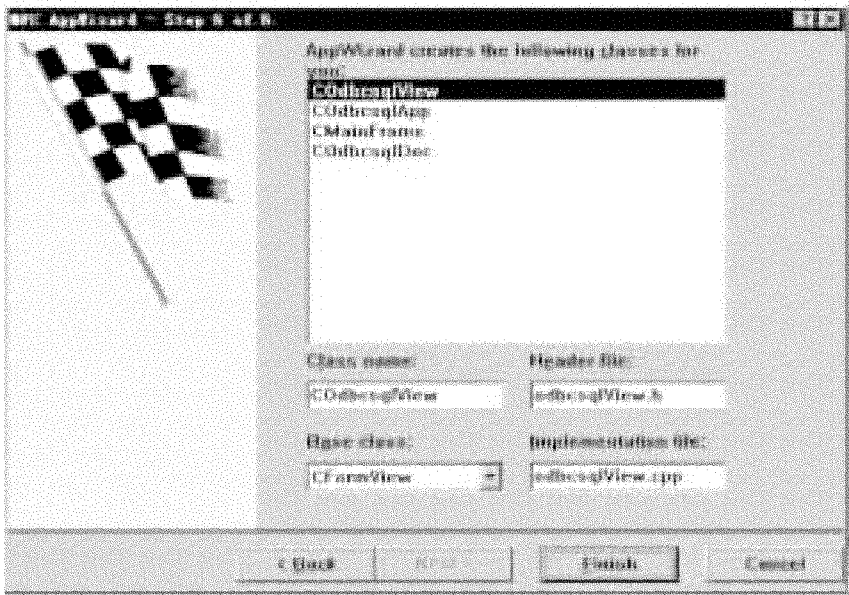 MFC AppWizard - Step 6 of 6
AppWizard creates the following classes for
you:
COdbcsqlView
COdbcsqlApp
CMainFrame
COdbcsqlDoc
Class name:
Header file:
COdbcsqlView
odbcsqlView.h
Base class:
Implementation file:
CFormView
odbcsqlView.cpp
< Back
Next >
Finish
Cancel